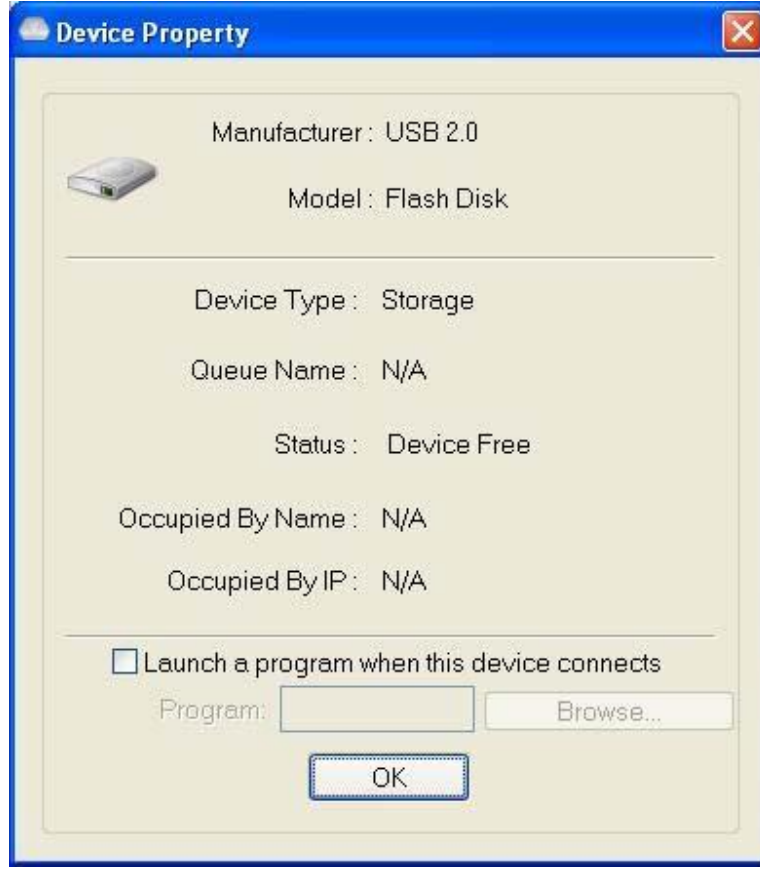 Device Property
Manufacturer : USB 2.0
Model : Flash Disk
Device Type : Storage
Queue Name : N/A
Status : Device Free
Occupied By Name : N/A
Occupied By IP : N/A
Launch a program when this device connects
Program: Browse...
OK